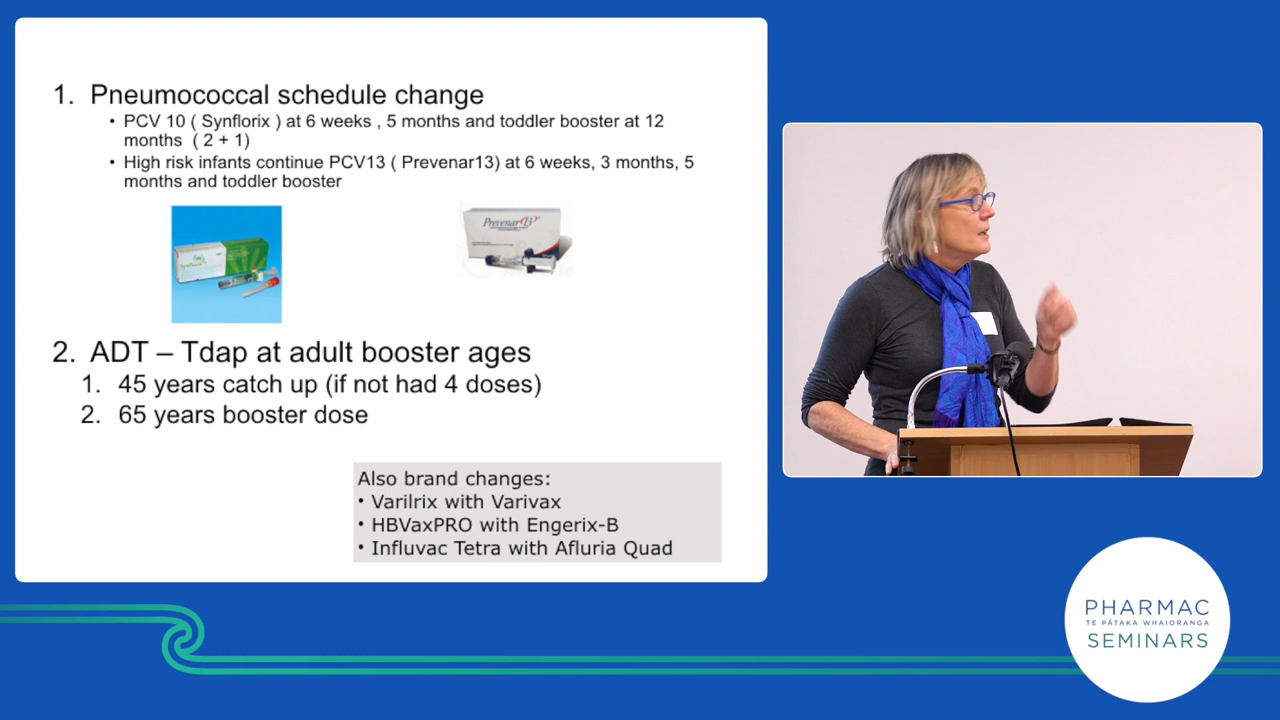 1. Pneumococcal schedule change
• PCV 10 ( Synflorix ) at 6 weeks , 5 months and toddler booster at 12
months ( 2 + 1)
• High risk infants continue PCV13 ( Prevenar13) at 6 weeks, 3 months, 5
months and toddler booster
Synflorix
Prevenar 13
2. ADT – Tdap at adult booster ages
1. 45 years catch up (if not had 4 doses)
2. 65 years booster dose
Also brand changes:
• Varilrix with Varivax
• HBVaxPRO with Engerix-B
• Influvac Tetra with Afluria Quad
PHARMAC
TE PĀTAKA WHAIORANGA
SEMINARS